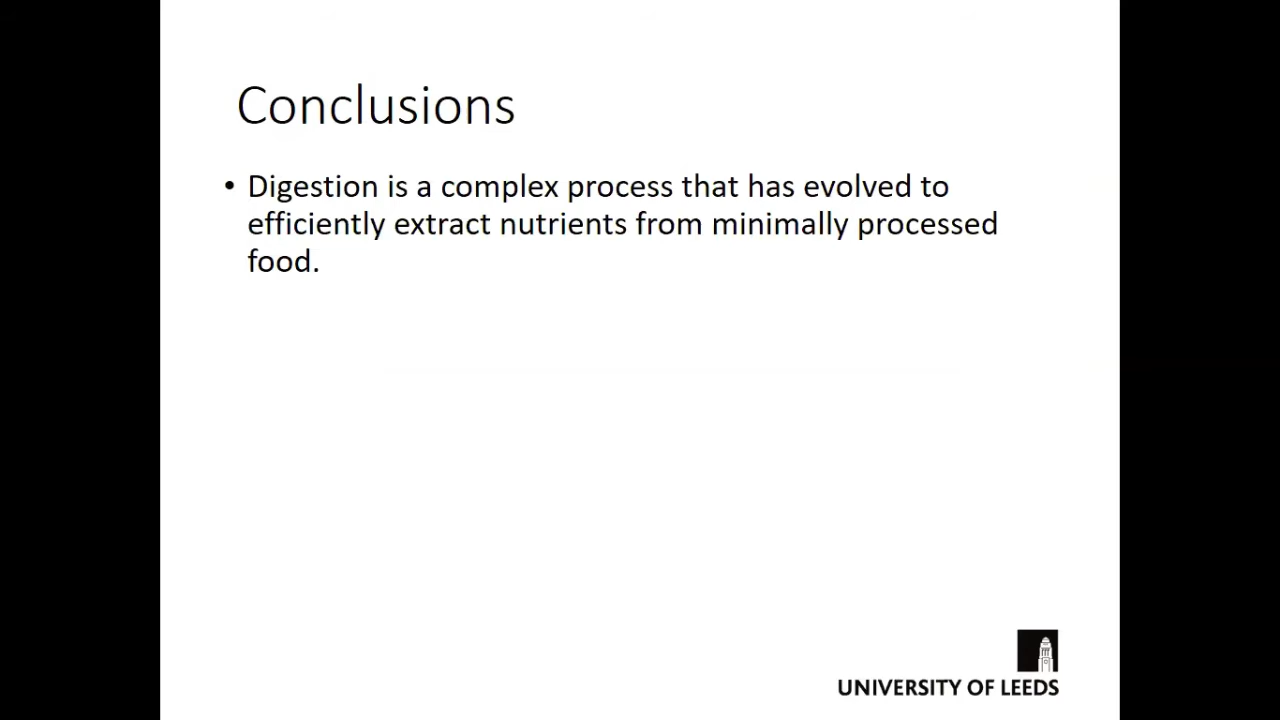 Conclusions
• Digestion is a complex process that has evolved to
efficiently extract nutrients from minimally processed
food.
UNIVERSITY OF LEEDS